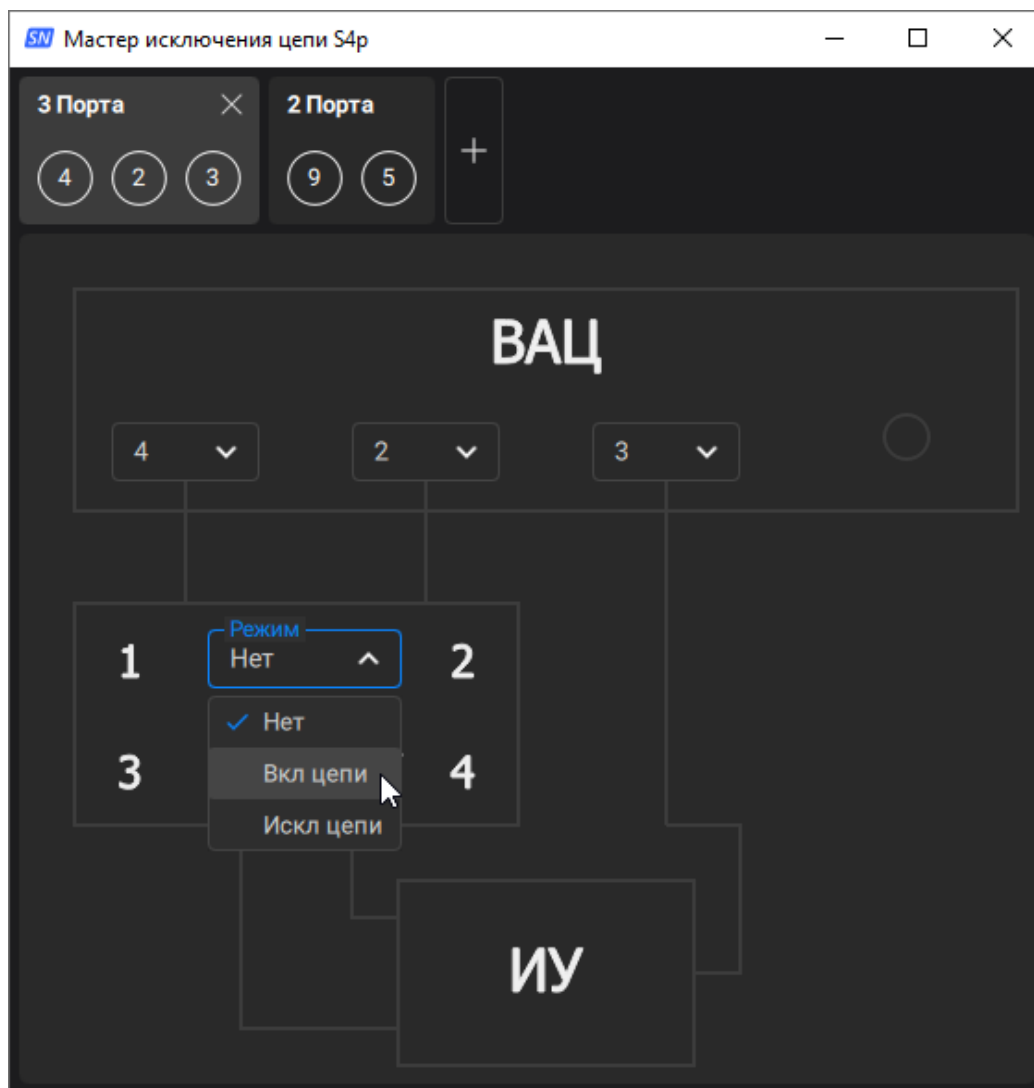 SN Мастер исключения цепи S4p
3 Порта
4 2 3
2 Порта
9 5
ВАЦ
4 2 3
Режим
1 Нет 2
Нет
3 Вкл цепи 4
Искл цепи
ИУ